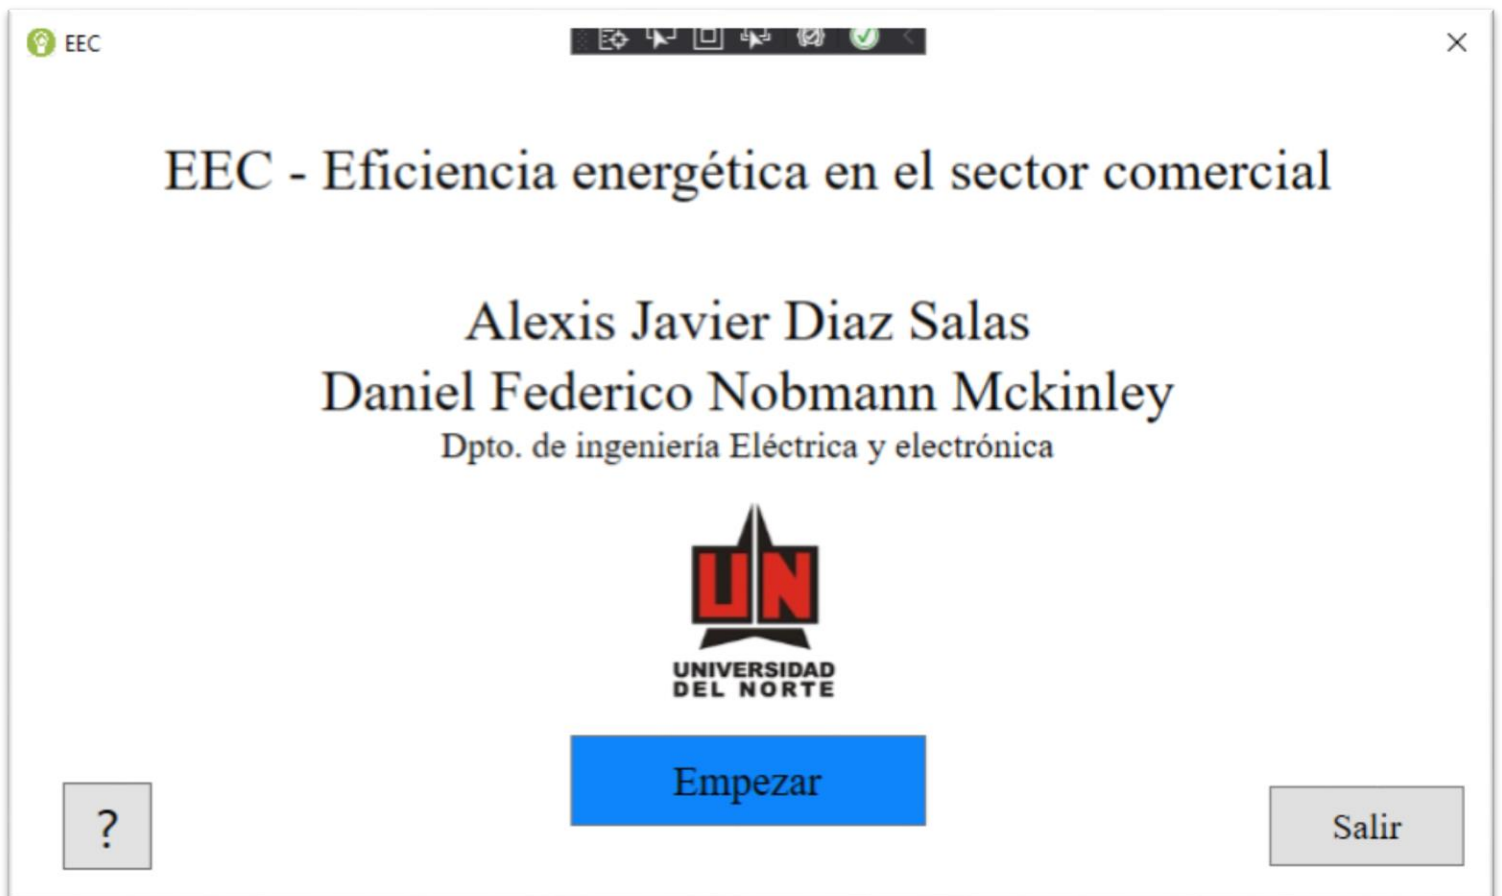 EEC
EEC - Eficiencia energética en el sector comercial
Alexis Javier Diaz Salas
Daniel Federico Nobmann Mckinley
Dpto. de ingeniería Eléctrica y electrónica
UN
UNIVERSIDAD
DEL NORTE
Empezar
?
Salir